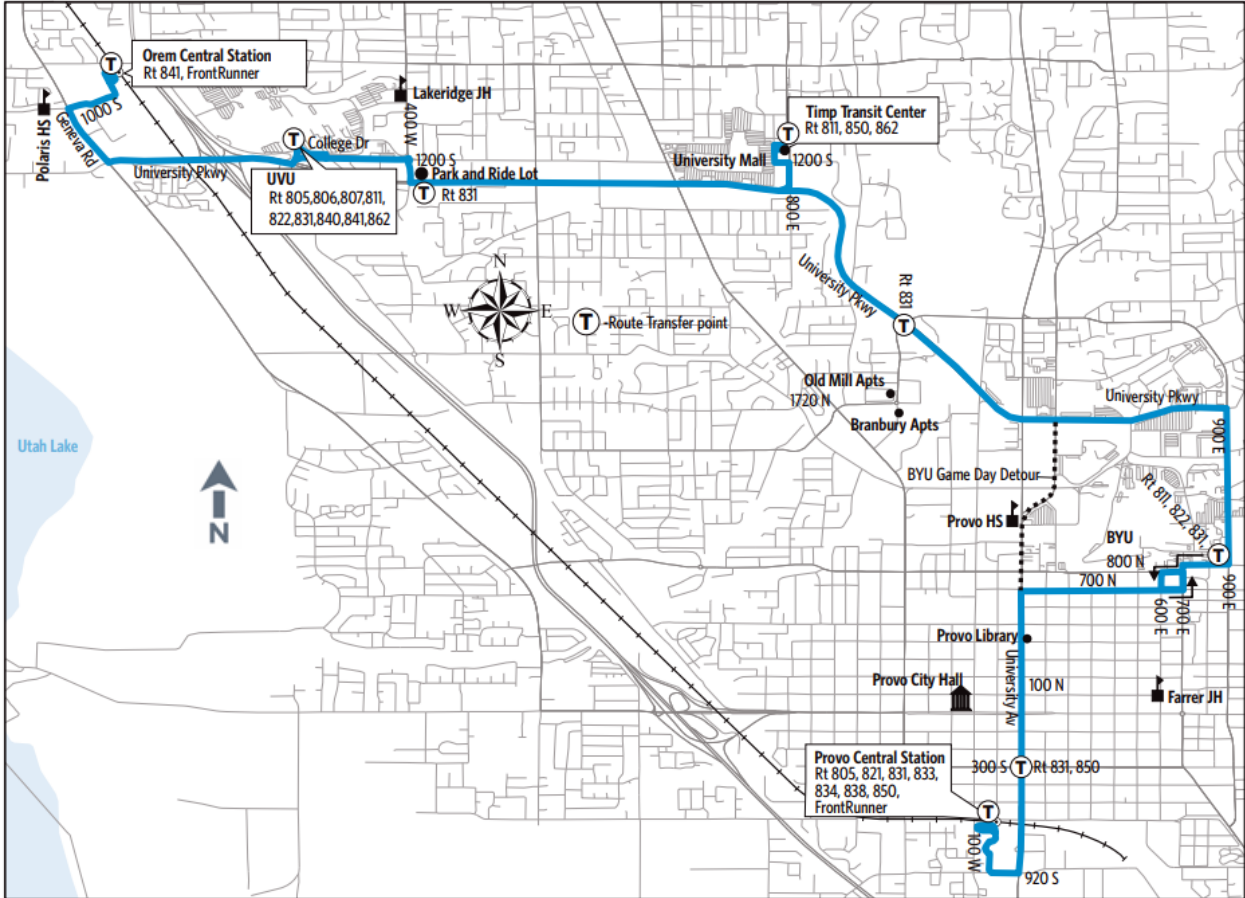 Orem Central Station
Rt 841, FrontRunner
Polaris HS
1000 S
Geneva Rd
University Pkwy
College Dr
UVU
Rt 805,806,807,811,
822,831,840,841,862
Lakeridge JH
400 W
1200 S
Park and Ride Lot
Rt 831
Timp Transit Center
Rt 811, 850, 862
University Mall
1200 S
800 E
University Pkwy
Rt 831
N
W
E
S
T
-Route Transfer point
Old Mill Apts
1720 N
Branbury Apts
University Pkwy
900 E
Utah Lake
N
BYU Game Day Detour
Rt 811, 822, 831,
Provo HS
BYU
800 N
700 N
600 E
700 E
900 E
Provo Library
University Av
Provo City Hall
100 N
Farrer JH
Provo Central Station
Rt 805, 821, 831, 833,
834, 838, 850,
FrontRunner
300 S
Rt 831, 850
100 W
920 S
T
T
T
T
T
T
T
T